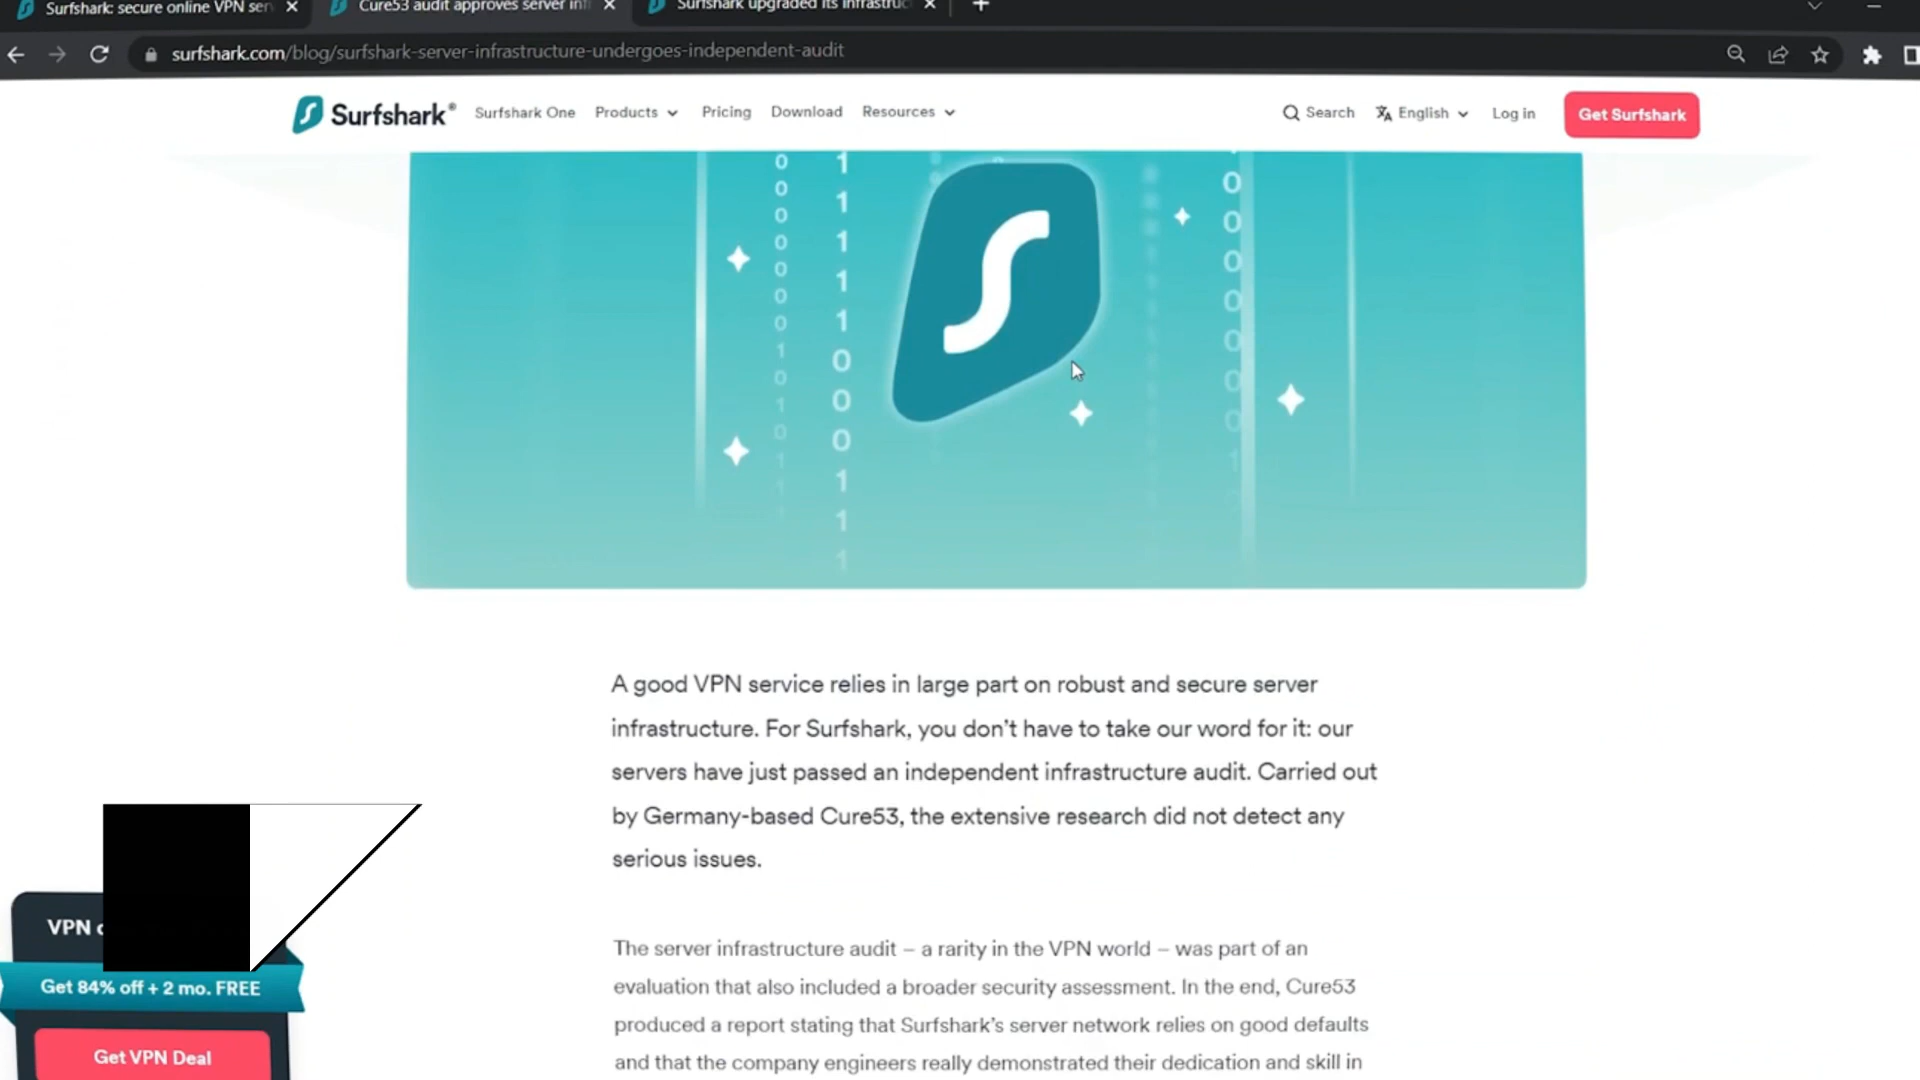 Surfshark: secure online VPN ser
Cure53 audit approves server inf
Surfshark upgraded its infrastruc
surfshark.com/blog/surfshark-server-infrastructure-undergoes-independent-audit
Surfshark® Surfshark One Products Pricing Download Resources Search English Log in Get Surfshark
A good VPN service relies in large part on robust and secure server
infrastructure. For Surfshark, you don't have to take our word for it: our
servers have just passed an independent infrastructure audit. Carried out
by Germany-based Cure53, the extensive research did not detect any
serious issues.
The server infrastructure audit – a rarity in the VPN world – was part of an
evaluation that also included a broader security assessment. In the end, Cure53
produced a report stating that Surfshark's server network relies on good defaults
and that the company engineers really demonstrated their dedication and skill in
VPN
Get 84% off + 2 mo. FREE
Get VPN Deal